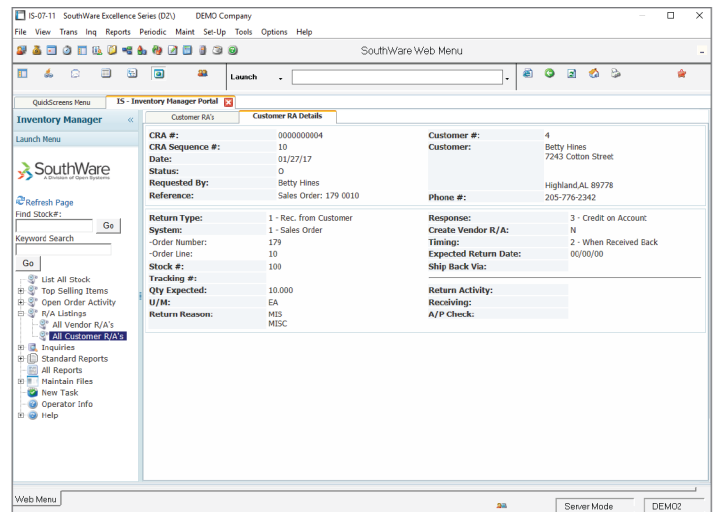 IS-07-11 SouthWare Excellence Series (D2\) DEMO Company
File View Trans Inq Reports Periodic Maint Set-Up Tools Options Help
SouthWare Web Menu
Launch
QuickScreens Menu
IS - Inventory Manager Portal
Inventory Manager «
Launch Menu
SouthWare
A Division of Open Systems
Refresh Page
Find Stock#:
Go
Keyword Search
Go
List All Stock
Top Selling Items
Open Order Activity
R/A Listings
All Vendor R/A's
All Customer R/A's
Inquiries
Standard Reports
All Reports
Maintain Files
New Task
Operator Info
Help
Customer RA's
Customer RA Details
CRA #: 0000000004
CRA Sequence #: 10
Date: 01/27/17
Status: O
Requested By: Betty Hines
Reference: Sales Order: 179 0010
Customer #: 4
Customer: Betty Hines
7243 Cotton Street
Highland,AL 89778
Phone #: 205-776-2342
Return Type: 1 - Rec. from Customer
System: 1 - Sales Order
-Order Number: 179
-Order Line: 10
Stock #: 100
Tracking #:
Qty Expected: 10.000
U/M: EA
Return Reason: MIS
MISC
Response: 3 - Credit on Account
Create Vendor R/A: N
Timing: 2 - When Received Back
Expected Return Date: 00/00/00
Ship Back Via:
Return Activity:
Receiving:
A/P Check:
Web Menu
Server Mode
DEMO2